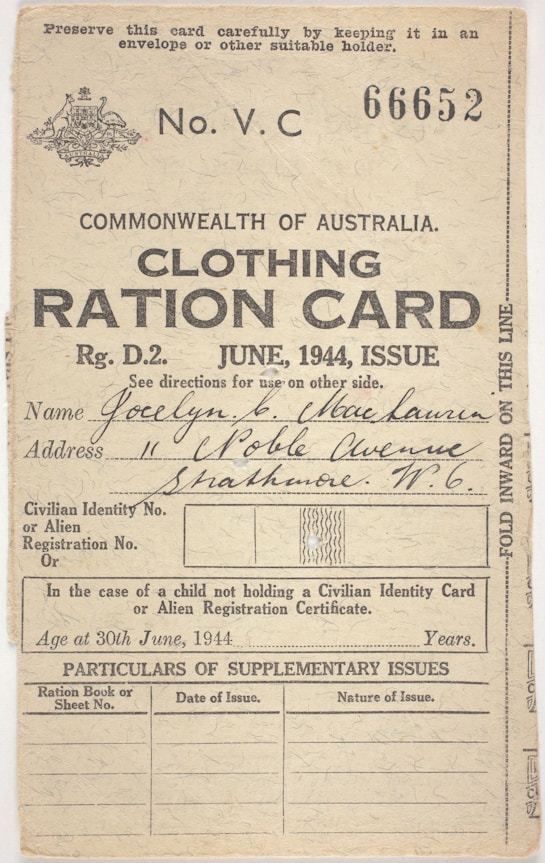 Preserve this card carefully by keeping it in an
envelope or other suitable holder.
No. V. C 66652
AUSTRALIA
COMMONWEALTH OF AUSTRALIA.
CLOTHING
RATION CARD
Rg. D.2. JUNE, 1944, ISSUE
See directions for use on other side.
Name Jocelyn. C. MacLauren
Address 11 Noble Avenue
Strathmore. W. 6.
Civilian Identity No.
or Alien
Registration No.
Or
In the case of a child not holding a Civilian Identity Card
or Alien Registration Certificate.
Age at 30th June, 1944 Years.
PARTICULARS OF SUPPLEMENTARY ISSUES
Ration Book or
Sheet No.
Date of Issue.
Nature of Issue.
FOLD INWARD ON THIS LINE